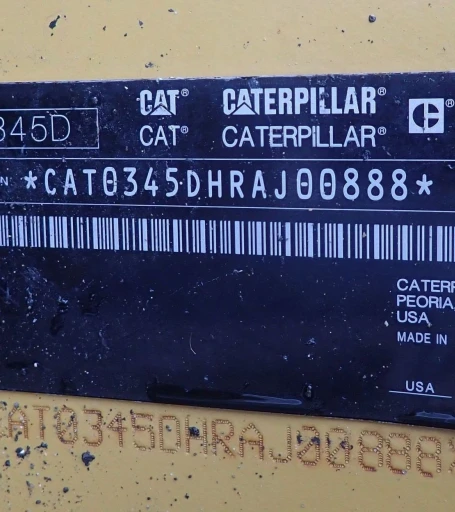 345D
CAT® CATERPILLAR® C®
CAT® CATERPILLAR®
*CAT0345DHRAJ00888*
CATERP
PEORIA
USA
MADE IN
USA
CAT0345DHRAJ00888